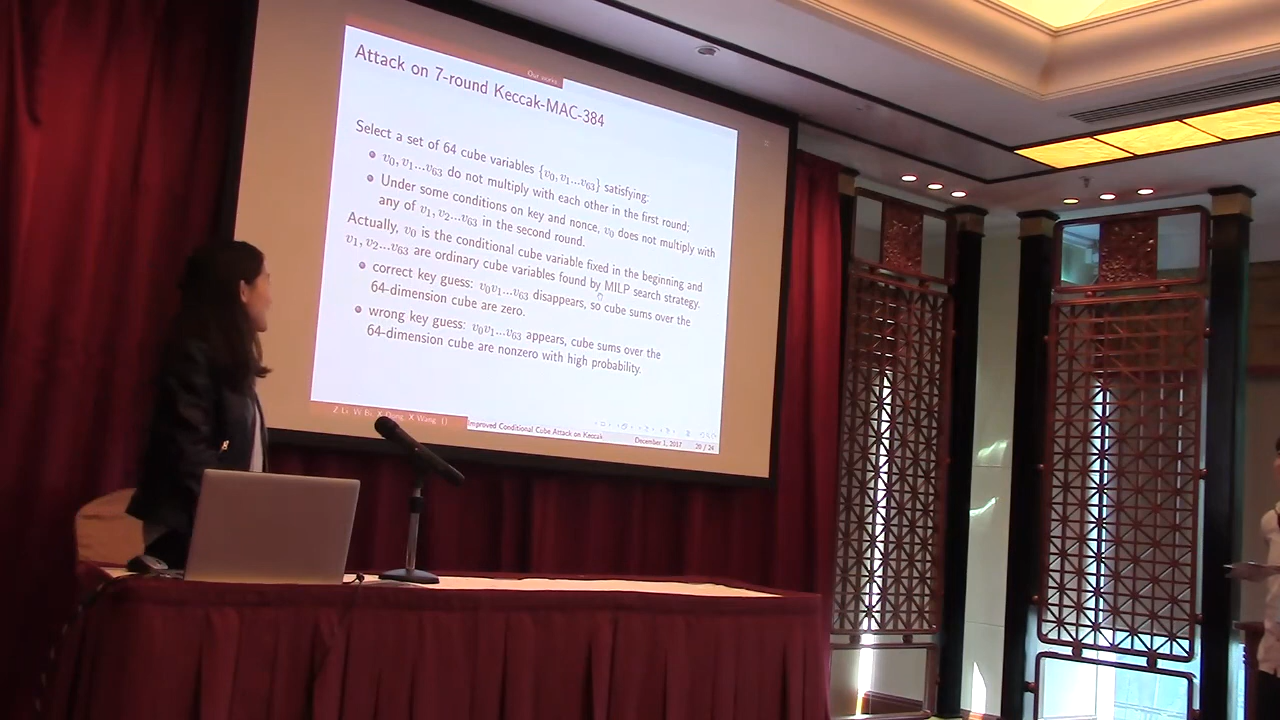 Our works
Attack on 7-round Keccak-MAC-384
Select a set of 64 cube variables {v0, v1...v63} satisfying:
v0, v1...v63 do not multiply with each other in the first round;
Under some conditions on key and nonce, v0 does not multiply with
any of v1, v2...v63 in the second round.
Actually, v0 is the conditional cube variable fixed in the beginning and
v1, v2...v63 are ordinary cube variables found by MILP search strategy.
correct key guess: v0v1...v63 disappears, so cube sums over the
64-dimension cube are zero.
wrong key guess: v0v1...v63 appears, cube sums over the
64-dimension cube are nonzero with high probability.
Z Li, W Bi, X Dong, X Wang ()
Improved Conditional Cube Attack on Keccak
December 1, 2017
20 / 24